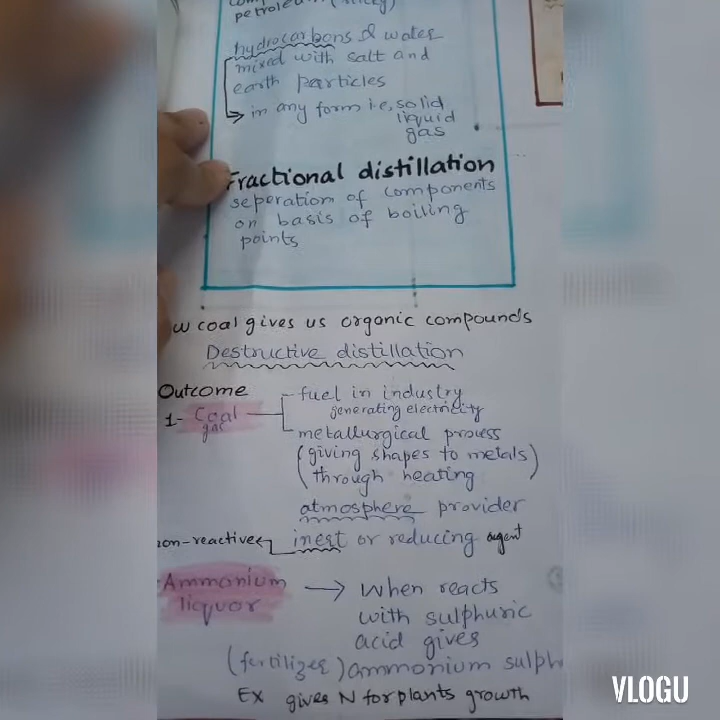 petroleum (sticky)
hydrocarbons & water
mixed with salt and
earth particles
in any form i.e, solid
liquid
gas
Fractional distillation
seperation of components
on basis of boiling
points
w coal gives us organic compounds
Destructive distillation
Outcome
1- Coal gas
fuel in industry
generating electricity
metallurgical process
(giving shapes to metals
through heating)
atmosphere provider
non-reactive inert or reducing agent
Ammonium
liquor
When reacts
with sulphuric
acid gives
(fertilizer) ammonium sulph
Ex gives N for plants growth
VLOGU